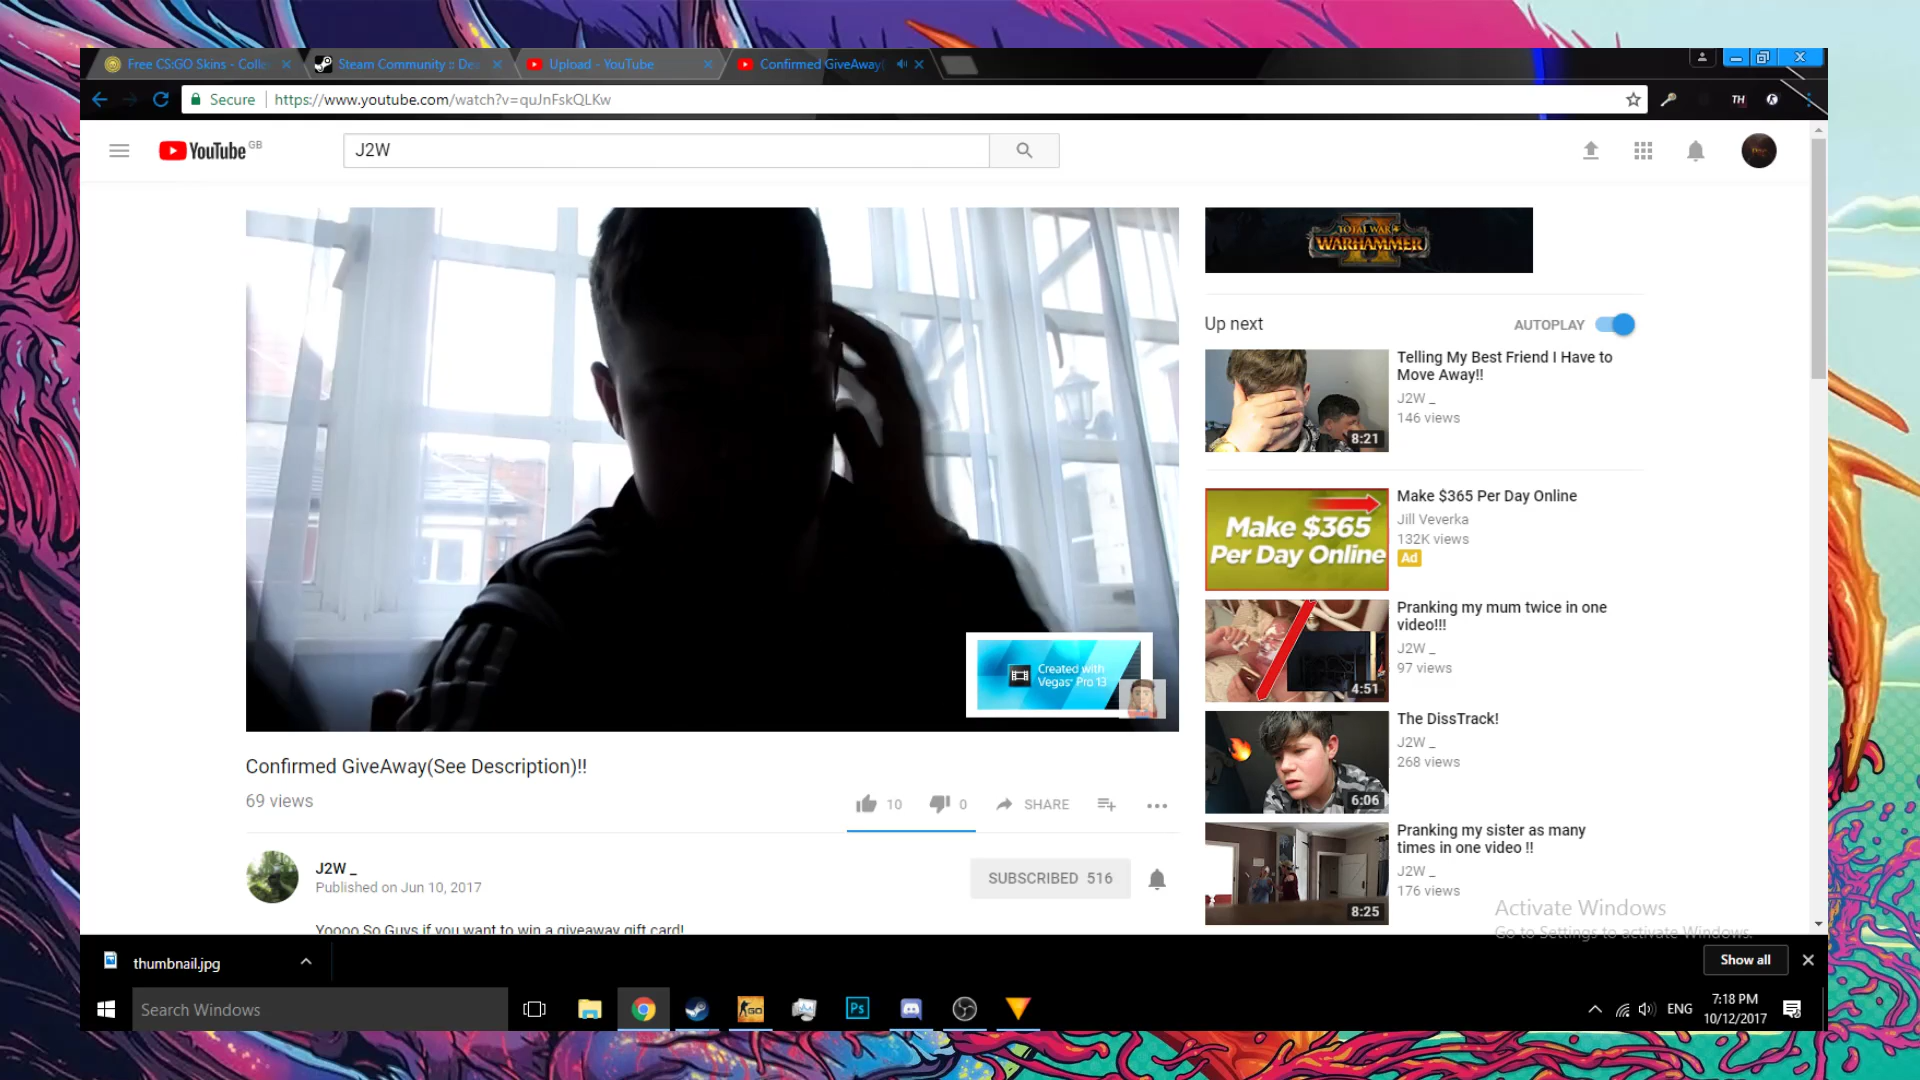 Free CS:GO Skins - Colle
Steam Community :: De
Upload - YouTube
Confirmed GiveAway(
Secure
https://www.youtube.com/watch?v=quJnFskQLKw
TH
YouTube GB
J2W
TOTAL WAR
WARHAMMER
II
Up next
AUTOPLAY
Telling My Best Friend I Have to
Move Away!!
J2W _
146 views
8:21
Make $365
Per Day Online
Make $365 Per Day Online
Jill Veverka
132K views
Ad
Pranking my mum twice in one
video!!!
J2W _
97 views
4:51
The DissTrack!
J2W _
268 views
6:06
Pranking my sister as many
times in one video !!
J2W _
176 views
8:25
Created with
Vegas Pro 13
Confirmed GiveAway(See Description)!!
69 views
10
0
SHARE
J2W _
Published on Jun 10, 2017
SUBSCRIBED 516
Yoooo So Guys if you want to win a giveaway gift card!
Activate Windows
Go to Settings to activate Windows.
thumbnail.jpg
Show all
Search Windows
GO
Ps
ENG
7:18 PM
10/12/2017